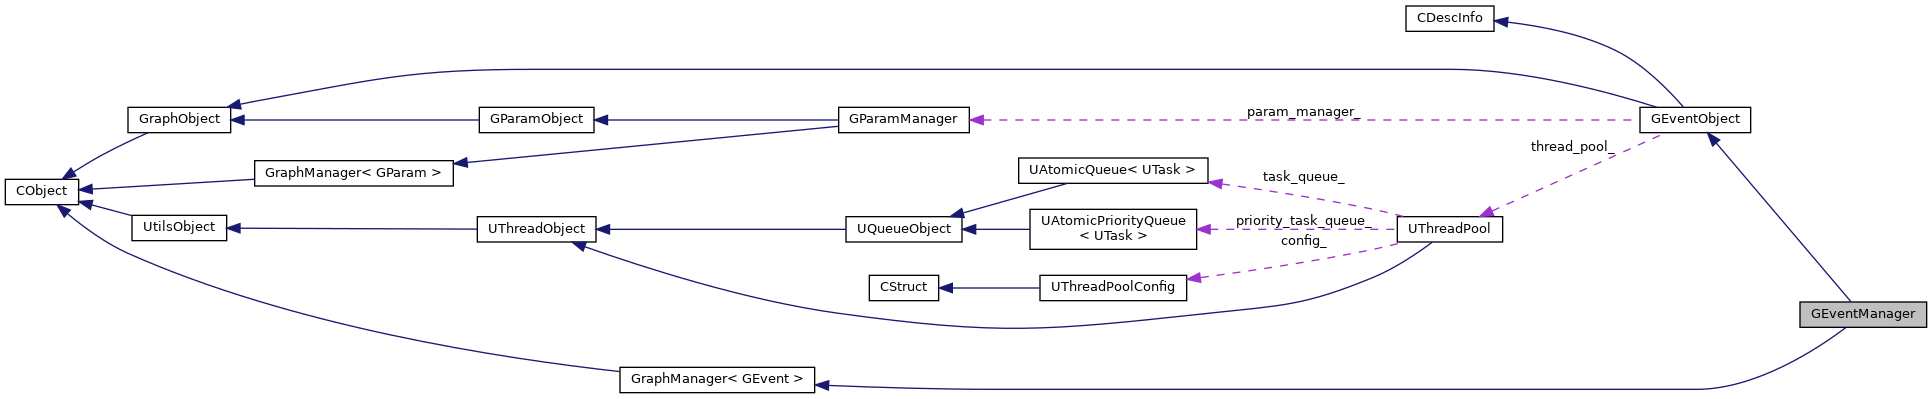 CDescInfo
GraphObject
GParamObject
GParamManager
param_manager_
GEventObject
thread_pool_
GraphManager< GParam >
UAtomicQueue< UTask >
task_queue_
CObject
UtilsObject
UThreadObject
UQueueObject
UAtomicPriorityQueue
< UTask >
priority_task_queue_
config_
UThreadPool
CStruct
UThreadPoolConfig
GEventManager
GraphManager< GEvent >